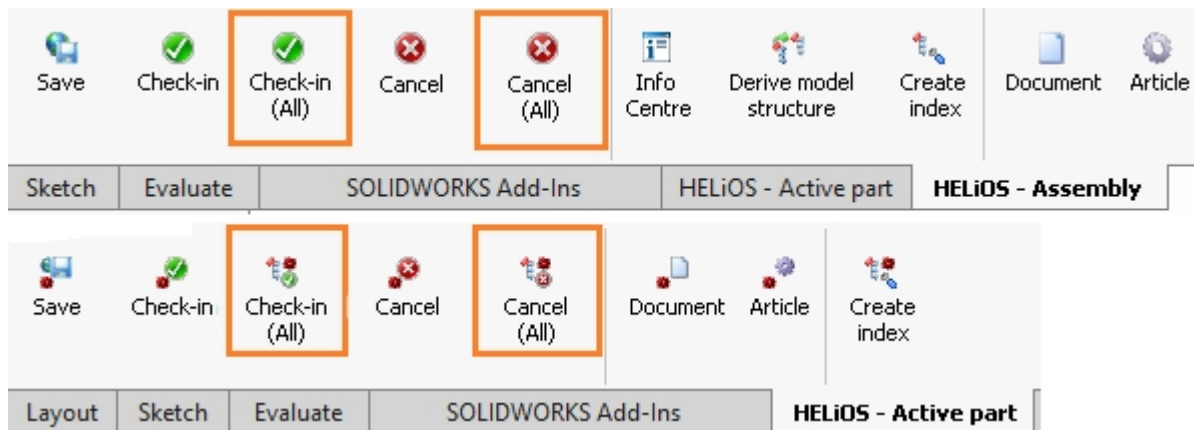 Save Check-in Check-in Cancel Cancel Info Derive model Create Document Article
(All) (All) Centre structure index
Sketch Evaluate SOLIDWORKS Add-Ins HELiOS - Active part HELiOS - Assembly
Save Check-in Check-in Cancel Cancel Document Article Create
(All) (All) index
Layout Sketch Evaluate SOLIDWORKS Add-Ins HELiOS - Active part